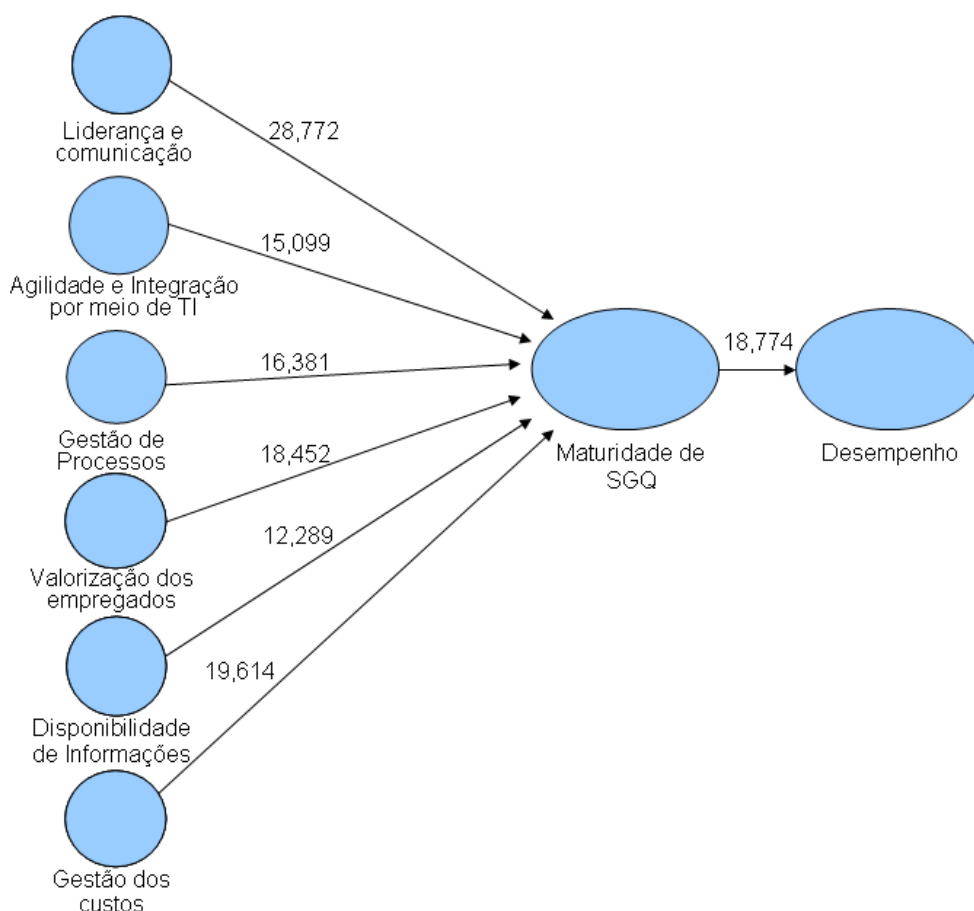 Liderança e
comunicação
28,772
Agilidade e Integração
por meio de TI
15,099
Gestão de
Processos
16,381
Valorização dos
empregados
18,452
Disponibilidade
de Informações
12,289
Gestão dos
custos
19,614
Maturidade de
SGQ
18,774
Desempenho